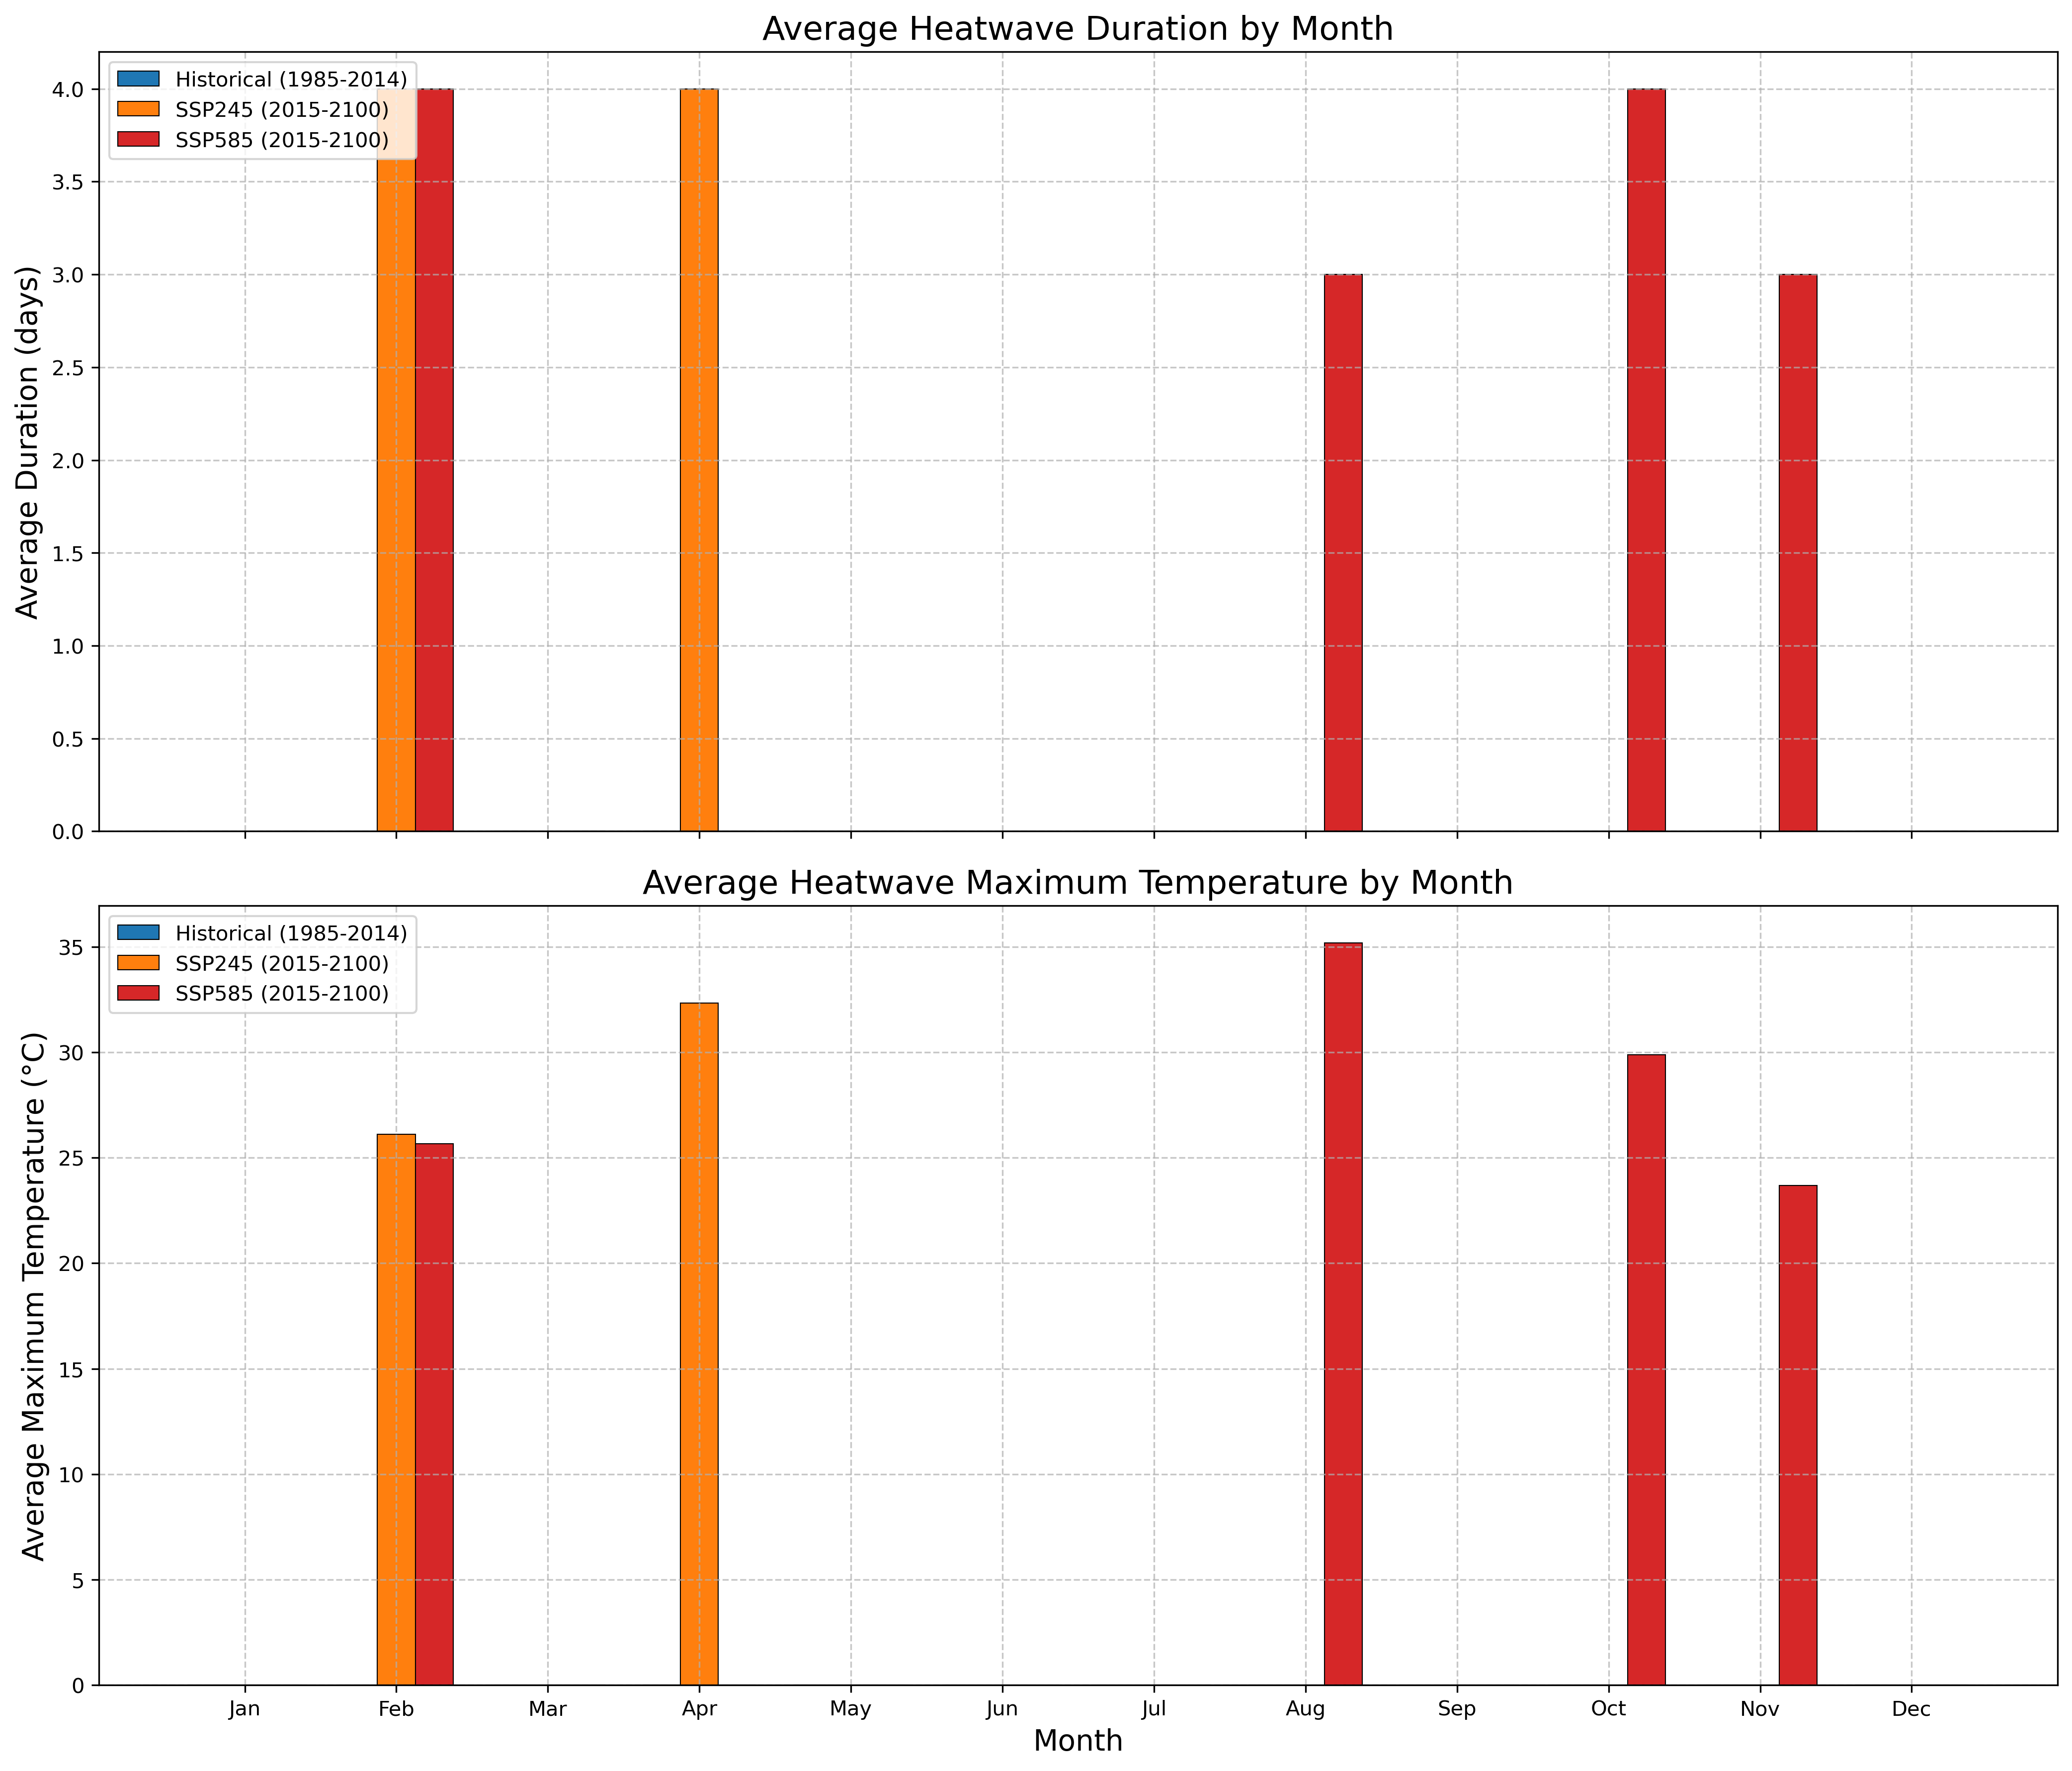 Average Heatwave Duration by Month
Historical (1985-2014)
SSP245 (2015-2100)
SSP585 (2015-2100)
Average Duration (days)
4.0
3.5
3.0
2.5
2.0
1.5
1.0
0.5
0.0
Average Heatwave Maximum Temperature by Month
Historical (1985-2014)
SSP245 (2015-2100)
SSP585 (2015-2100)
Average Maximum Temperature (°C)
35
30
25
20
15
10
5
0
Jan Feb Mar Apr May Jun Jul Aug Sep Oct Nov Dec
Month